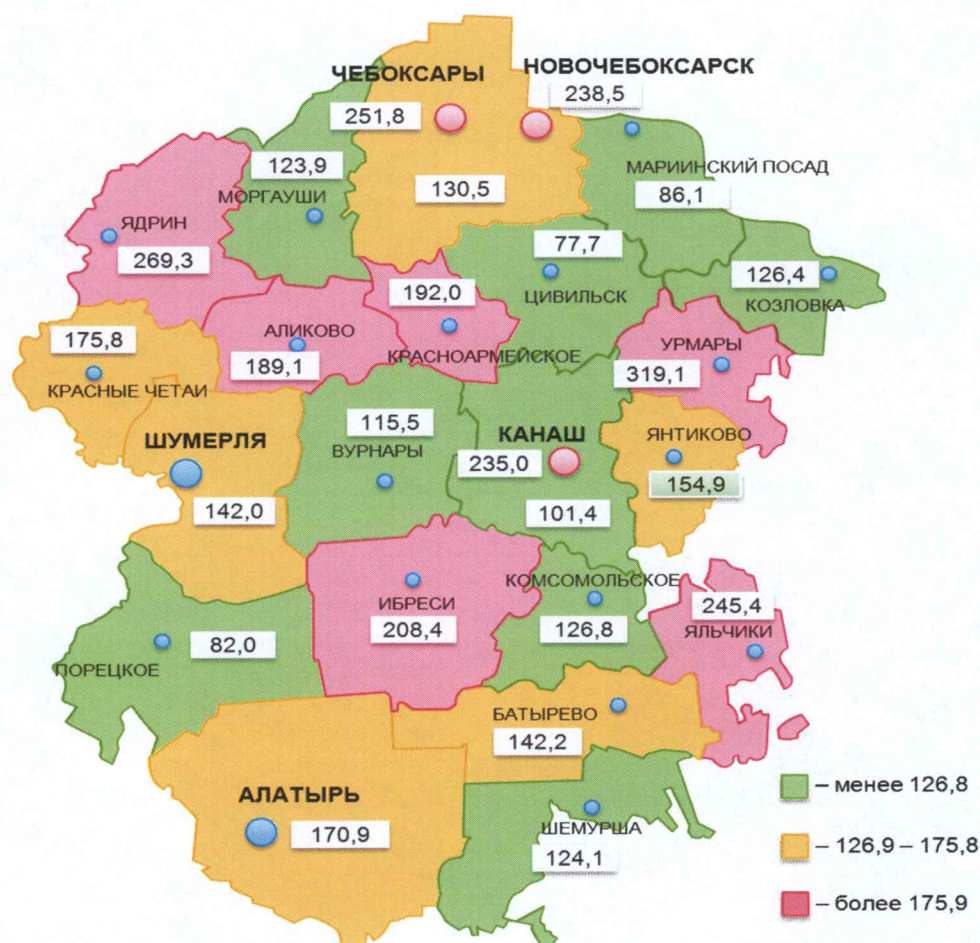 ЧЕБОКСАРЫ
251,8
НОВОЧЕБОКСАРСК
238,5
123,9
МОРГАУШИ
130,5
МАРИИНСКИЙ ПОСАД
86,1
ЯДРИН
269,3
77,7
ЦИВИЛЬСК
126,4
КОЗЛОВКА
192,0
КРАСНОАРМЕЙСКОЕ
175,8
КРАСНЫЕ ЧЕТАИ
АЛИКОВО
189,1
УРМАРЫ
319,1
ШУМЕРЛЯ
142,0
115,5
ВУРНАРЫ
КАНАШ
235,0
101,4
ЯНТИКОВО
154,9
ИБРЕСИ
208,4
КОМСОМОЛЬСКОЕ
126,8
245,4
ЯЛЬЧИКИ
82,0
ПОРЕЦКОЕ
БАТЫРЕВО
142,2
АЛАТЫРЬ
170,9
ШЕМУРША
124,1
– менее 126,8
– 126,9 – 175,8
– более 175,9